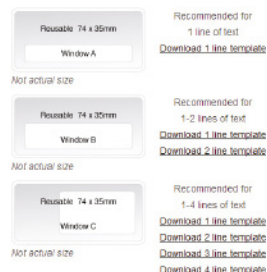 Reusable 74 x 35mm
Window A
Not actual size
Recommended for
1 line of text
Download 1 line template
Reusable 74 x 35mm
Window B
Not actual size
Recommended for
1-2 lines of text
Download 1 line template
Download 2 line template
Reusable 74 x 35mm
Window C
Not actual size
Recommended for
1-4 lines of text
Download 1 line template
Download 2 line template
Download 3 line template
Download 4 line template